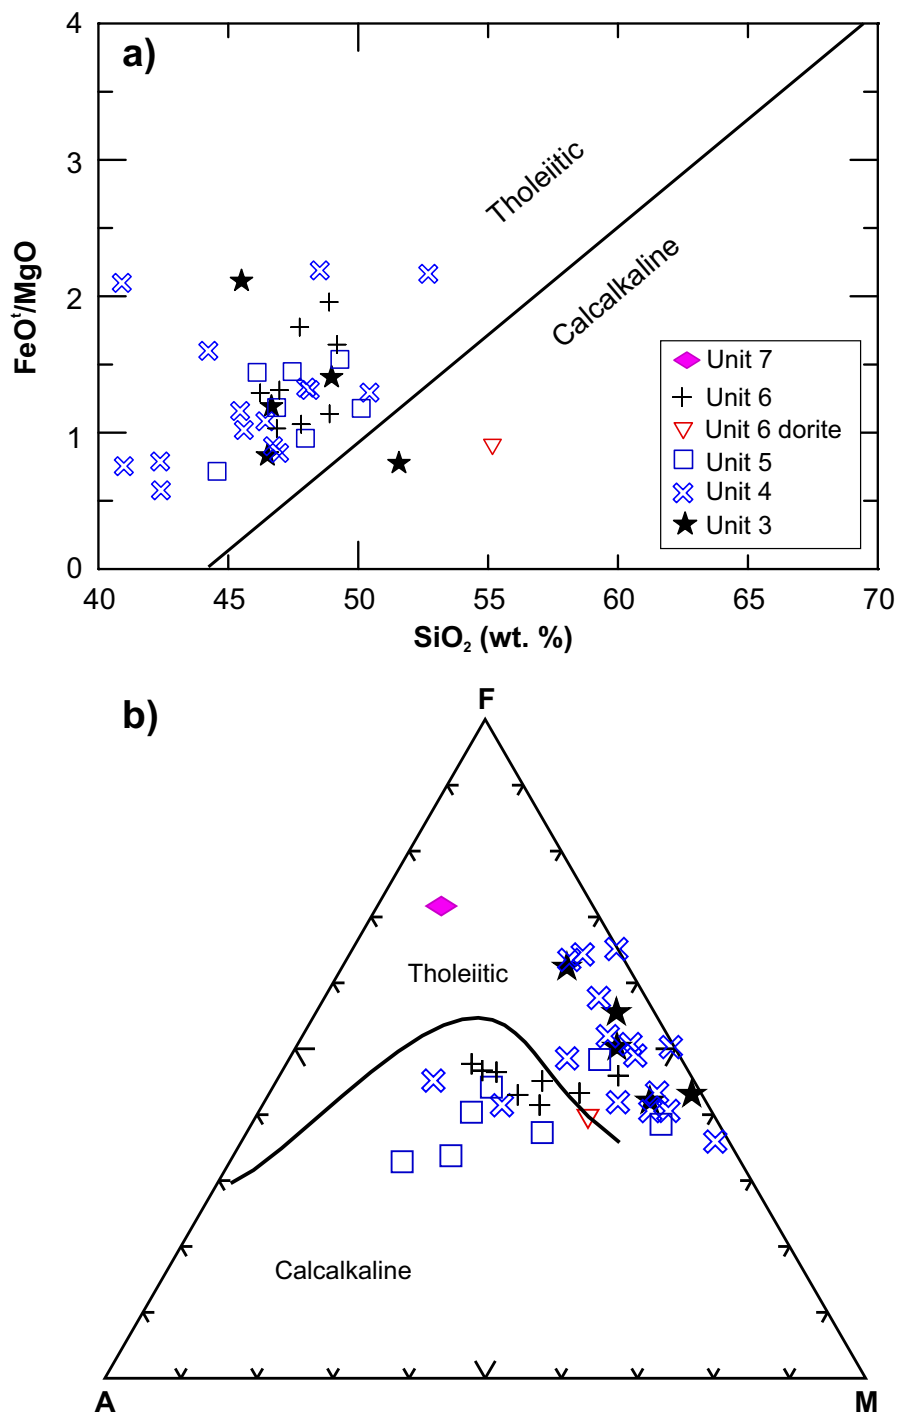 a)
4
3
2
1
0
FeOᵗ/MgO
Tholeiitic
Calcalkaline
Unit 7
Unit 6
Unit 6 dorite
Unit 5
Unit 4
Unit 3
40 45 50 55 60 65 70
SiO₂ (wt. %)
b)
F
Tholeiitic
Calcalkaline
A M